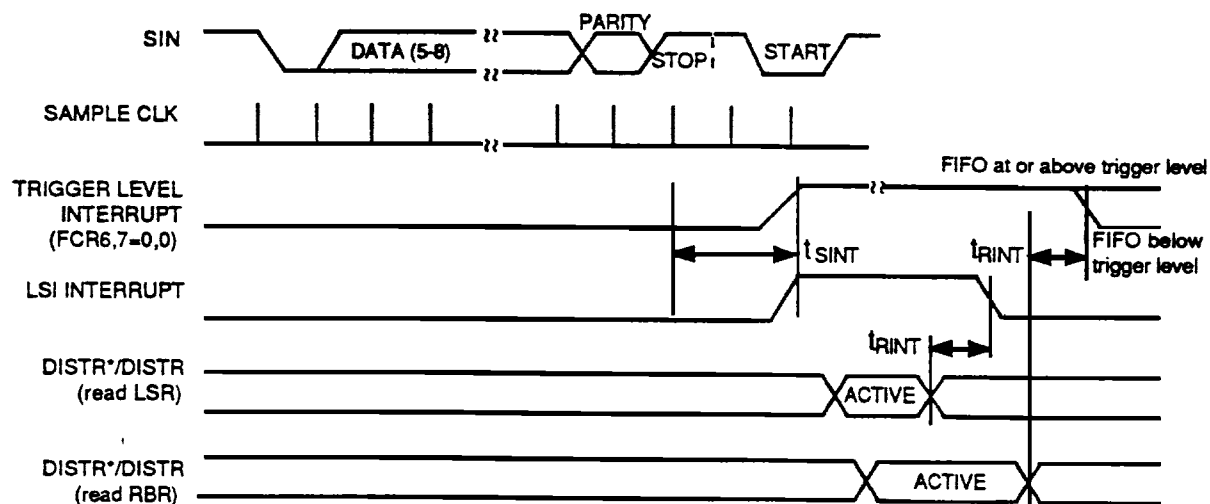 SIN
DATA (5-8)
PARITY
STOP
START
SAMPLE CLK
FIFO at or above trigger level
TRIGGER LEVEL
INTERRUPT
(FCR6,7=0,0)
tSINT
tRINT
FIFO below
trigger level
LSI INTERRUPT
tRINT
DISTR*/DISTR
(read LSR)
ACTIVE
DISTR*/DISTR
(read RBR)
ACTIVE